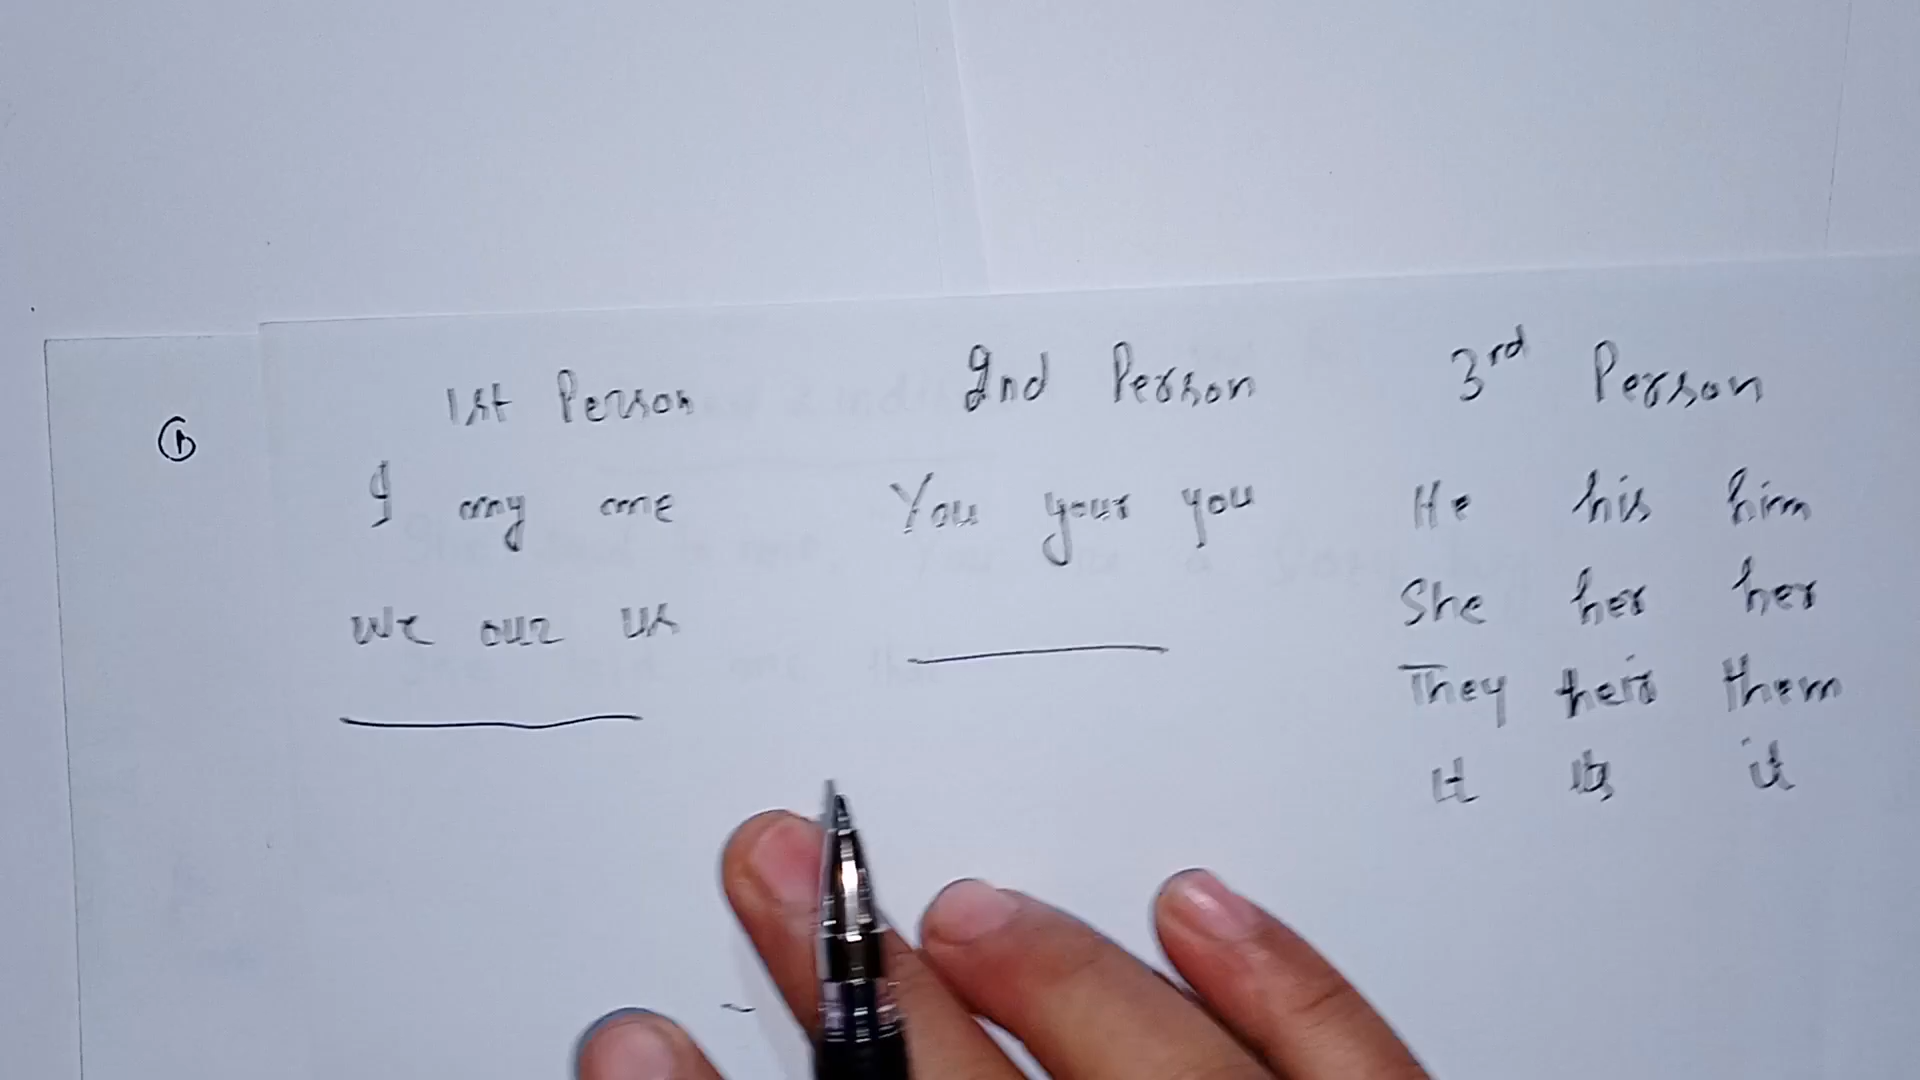 1st Person 2nd Person 3rd Person
I my me You your you He his him
We our us She her her
They their them
it its it